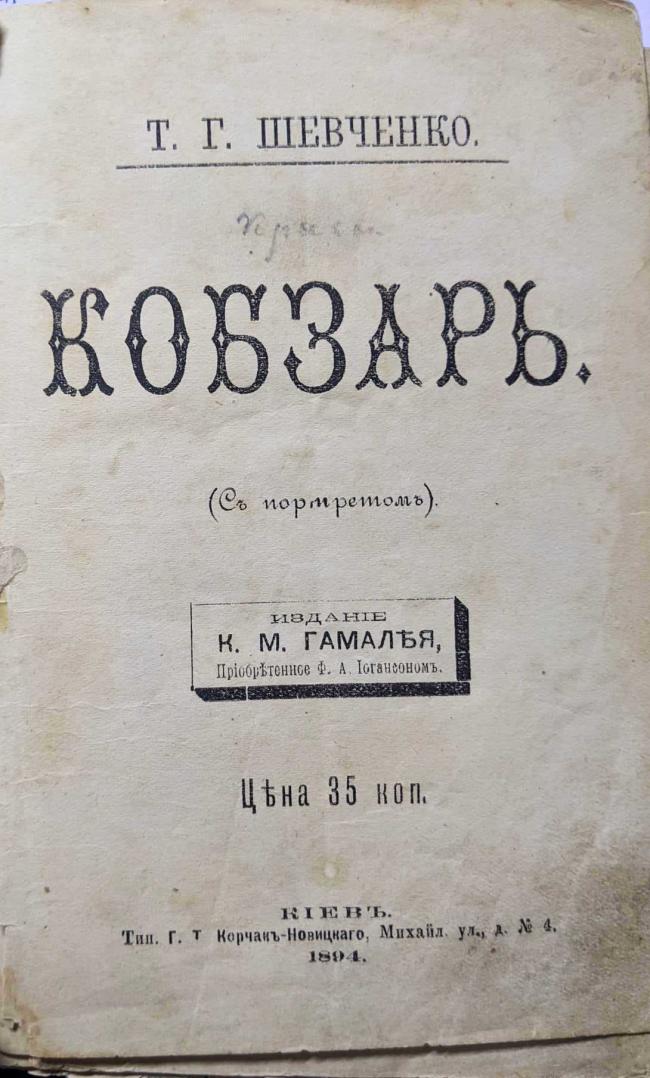 Т. Г. ШЕВЧЕНКО.
КОБЗАРЬ.
(Съ портретомъ).
ИЗДАНІЕ
К. М. ГАМАЛѢЯ,
Пріобрѣтенное Ф. А. Іогансономъ.
Цѣна 35 коп.
КІЕВЪ.
Тип. Г. Т Корчакъ-Новицкаго, Михайл. ул., д. № 4.
1894.